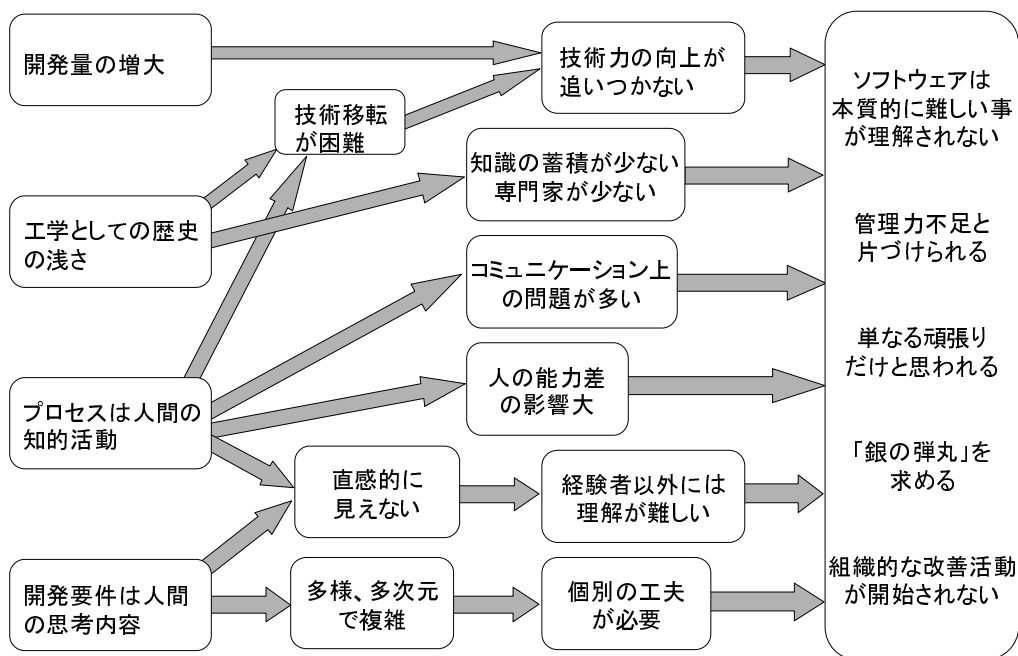 開発量の増大
技術力の向上が
追いつかない
ソフトウェアは
本質的に難しい事
が理解されない
技術移転
が困難
知識の蓄積が少ない
専門家が少ない
工学としての歴史
の浅さ
管理力不足と
片づけられる
コミュニケーション上
の問題が多い
単なる頑張り
だけと思われる
人の能力差
の影響大
プロセスは人間の
知的活動
直感的に
見えない
経験者以外には
理解が難しい
「銀の弾丸」を
求める
開発要件は人間
の思考内容
多様、多次元
で複雑
個別の工夫
が必要
組織的な改善活動
が開始されない